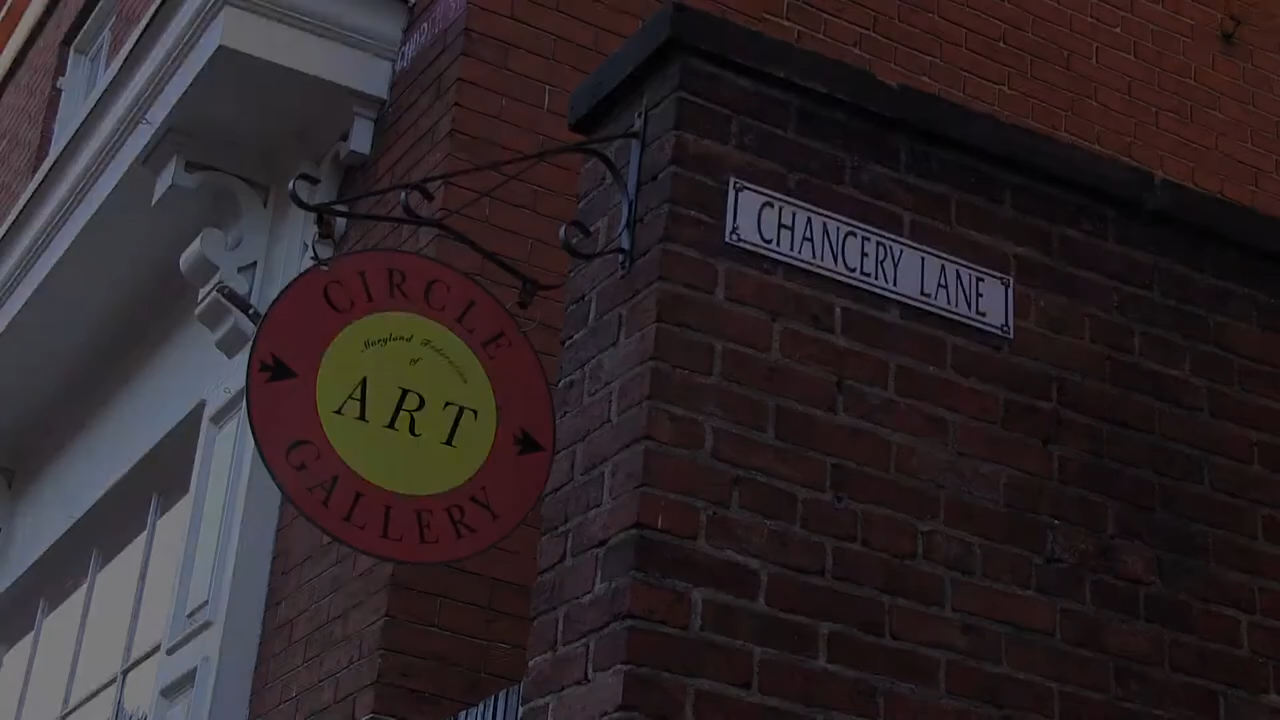 CIRCLE
Maryland Federation
of
ART
GALLERY
CHANCERY LANE